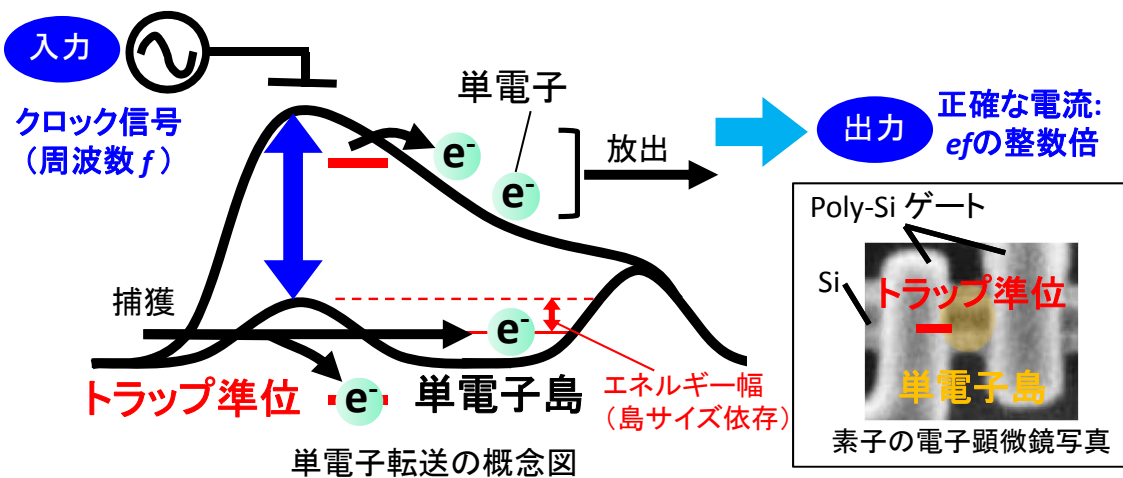 入力
クロック信号
（周波数 f ）
単電子
e-
e-
放出
出力
正確な電流:
efの整数倍
捕獲
e-
トラップ準位
e-
単電子島
エネルギー幅
（島サイズ依存）
単電子転送の概念図
Poly-Si ゲート
Si
トラップ準位
単電子島
素子の電子顕微鏡写真